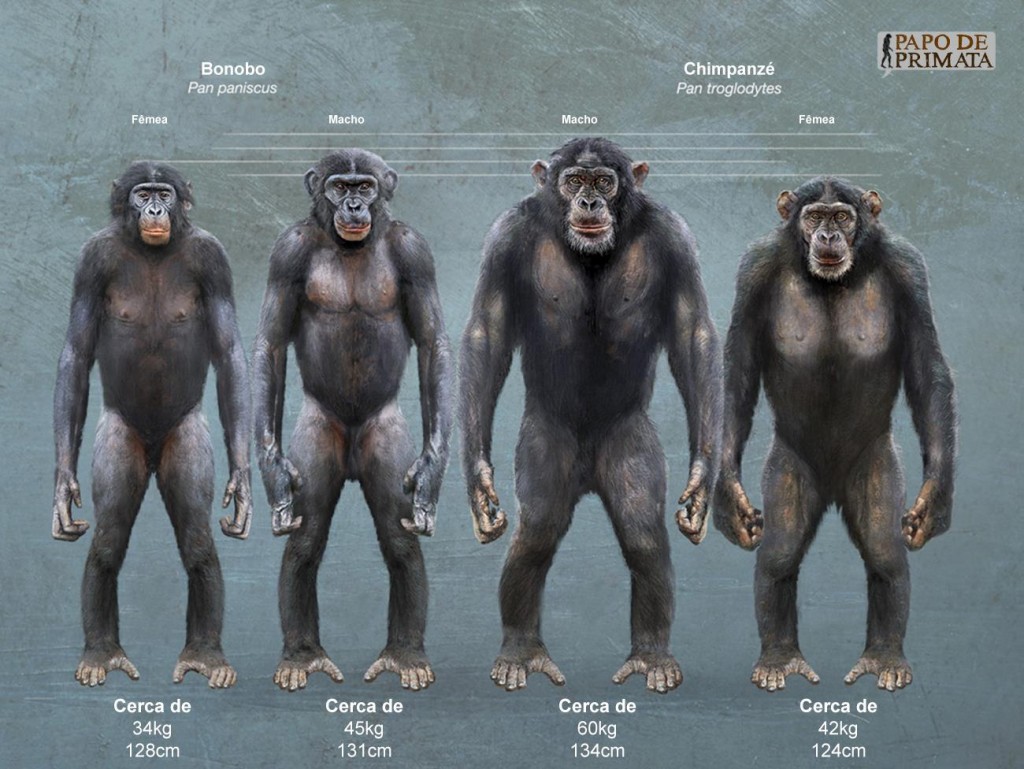 PAPO DE
PRIMATA
Bonobo
Pan paniscus
Chimpanzé
Pan troglodytes
Fêmea
Macho
Macho
Fêmea
Cerca de
34kg
128cm
Cerca de
45kg
131cm
Cerca de
60kg
134cm
Cerca de
42kg
124cm